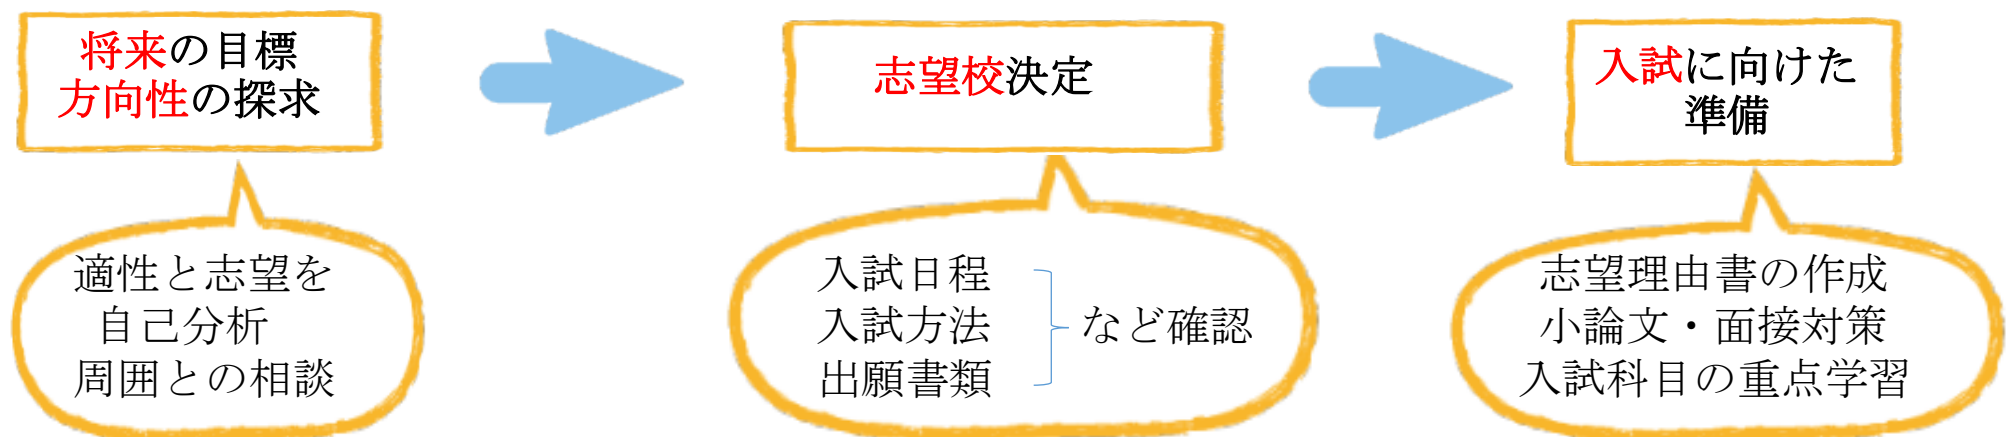 将来の目標
方向性の探求
志望校決定
入試に向けた
準備
適性と志望を
自己分析
周囲との相談
入試日程
入試方法
出願書類
など確認
志望理由書の作成
小論文・面接対策
入試科目の重点学習